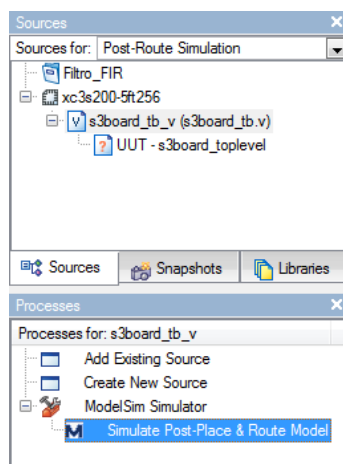 Sources
Sources for: Post-Route Simulation
Filtro_FIR
xc3s200-5ft256
s3board_tb_v (s3board_tb.v)
UUT - s3board_toplevel
Sources Snapshots Libraries
Processes
Processes for: s3board_tb_v
Add Existing Source
Create New Source
ModelSim Simulator
Simulate Post-Place & Route Model